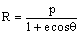 R = p / 1 + e cosθ